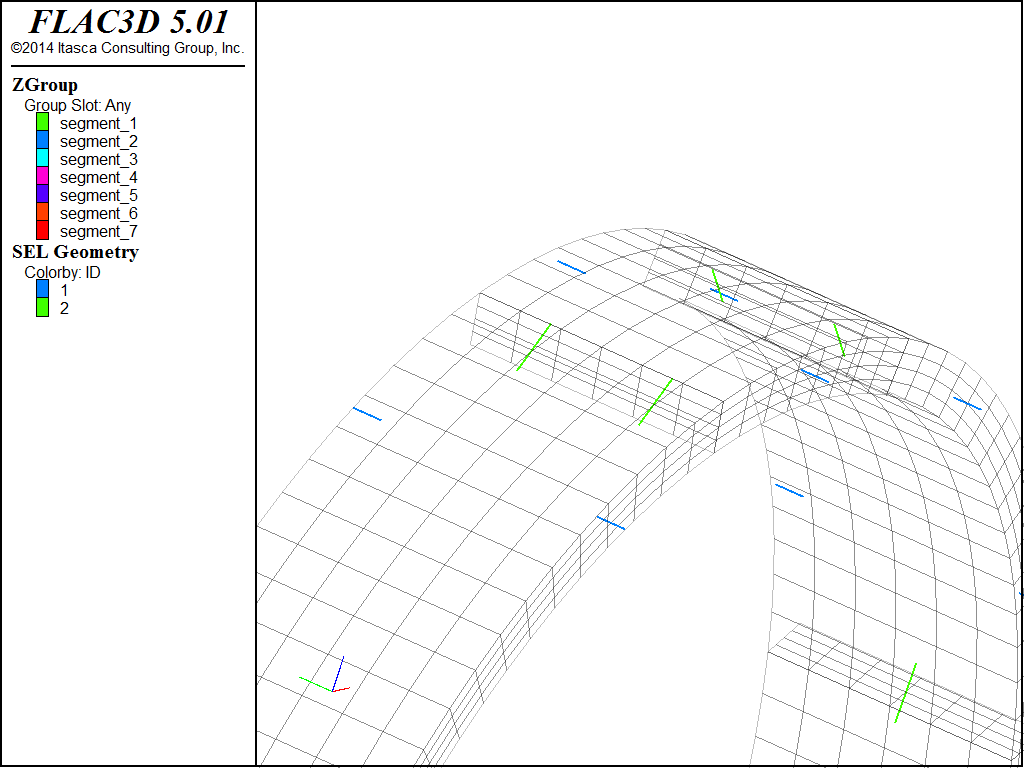 FLAC3D 5.01
©2014 Itasca Consulting Group, Inc.
ZGroup
Group Slot: Any
segment_1
segment_2
segment_3
segment_4
segment_5
segment_6
segment_7
SEL Geometry
Colorby: ID
1
2